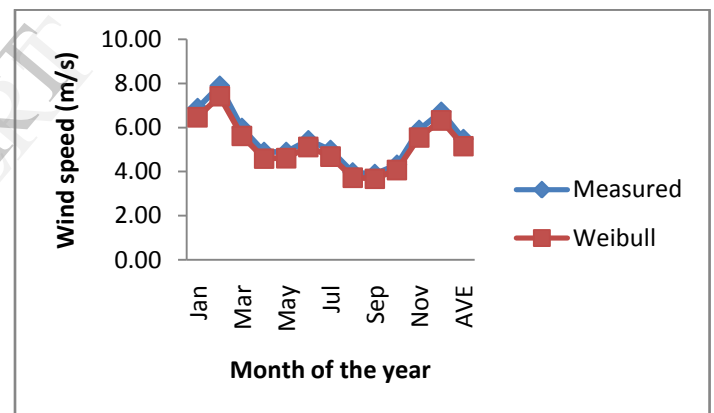 10.00
8.00
6.00
4.00
2.00
0.00
Wind speed (m/s)
Jan
Mar
May
Jul
Sep
Nov
AVE
Month of the year
Measured
Weibull